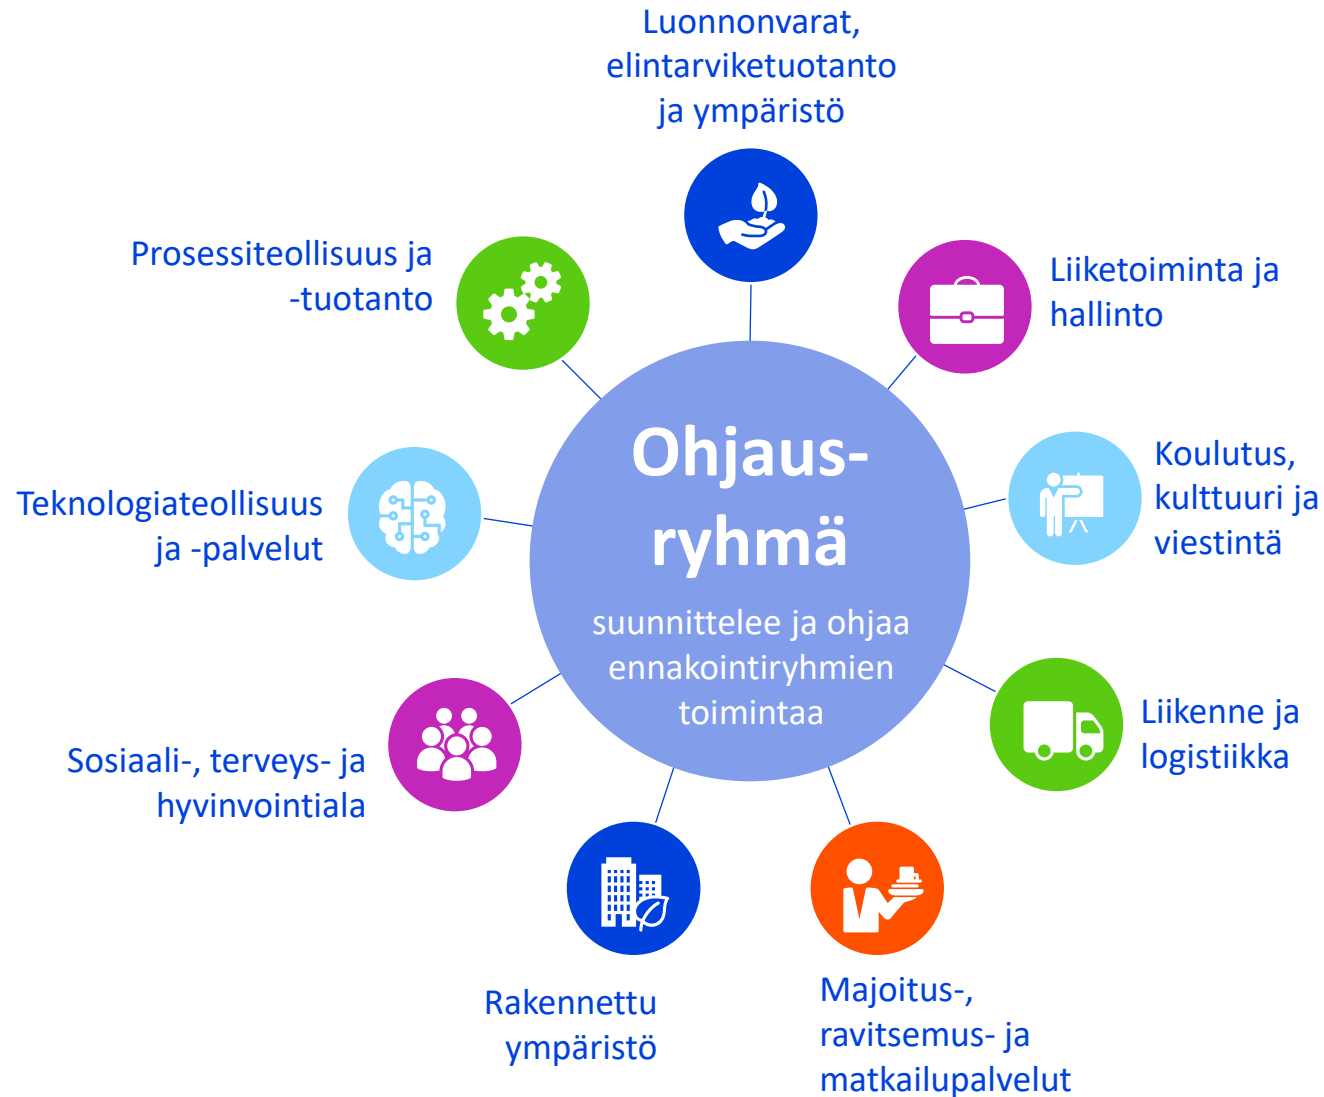 Luonnonvarat,
elintarviketuotanto
ja ympäristö
Prosessiteollisuus ja
-tuotanto
Liiketoiminta ja
hallinto
Ohjaus-
ryhmä
suunnittelee ja ohjaa
ennakointiryhmien
toimintaa
Koulutus,
kulttuuri ja
viestintä
Teknologiateollisuus
ja -palvelut
Liikenne ja
logistiikka
Sosiaali-, terveys- ja
hyvinvointiala
Rakennettu
ympäristö
Majoitus-,
ravitsemus- ja
matkailupalvelut